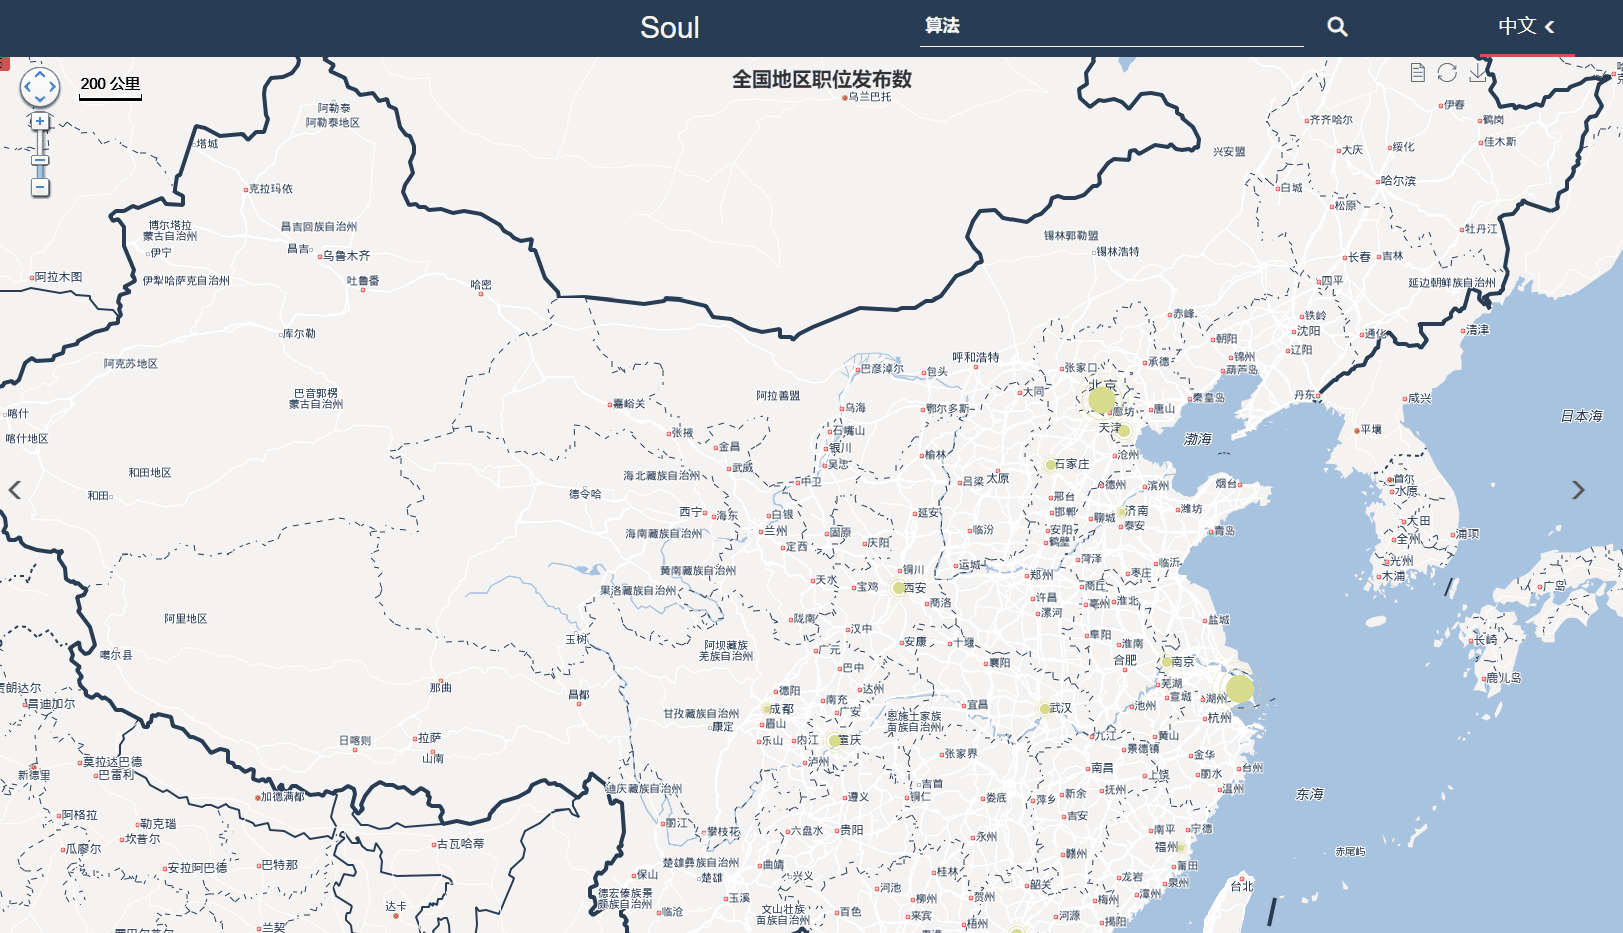 Soul
算法
中文
200 公里
全国地区职位发布数
乌兰巴托
伊春
阿勒泰
阿勒泰地区
齐齐哈尔
鹤岗
塔城
大庆
绥化
佳木斯
兴安盟
克拉玛依
白城
哈尔滨
松原
博尔塔拉
蒙古自治州
昌吉回族自治州
锡林郭勒盟
牡丹江
伊宁
昌吉
乌鲁木齐
锡林浩特
长春
吉林
阿拉木图
伊犁哈萨克自治州
吐鲁番
哈密
四平
延边朝鲜族自治州
库尔勒
赤峰
铁岭
沈阳
通化
清津
朝阳
辽阳
阿克苏地区
呼和浩特
锦州
巴彦淖尔
包头
张家口
承德
葫芦岛
巴音郭楞
蒙古自治州
阿拉善盟
大同
北京
秦皇岛
丹东
咸兴
喀什
嘉峪关
乌海
鄂尔多斯
廊坊
唐山
日本海
喀什地区
张掖
石嘴山
天津
渤海
平壤
金昌
银川
榆林
沧州
和田地区
海北藏族自治州
武威
吴忠
石家庄
吕梁
太原
首尔
水原
和田
德令哈
中卫
邢台
德州
滨州
烟台
西宁
海东
白银
延安
邯郸
聊城
济南
潍坊
大田
海南藏族自治州
兰州
固原
临汾
安阳
泰安
青岛
浦项
定西
庆阳
鹤壁
全州
黄南藏族自治州
铜川
运城
郑州
菏泽
枣庄
临沂
光州
木浦
果洛藏族自治州
天水
宝鸡
西安
商丘
广岛
阿里地区
陇南
商洛
许昌
亳州
淮北
漯河
盐城
玉树
汉中
阜阳
噶尔县
阿坝藏族
羌族自治州
广元
安康
十堰
淮南
长崎
巴中
襄阳
合肥
南京
那曲
昌都
德阳
南充
达州
芜湖
宣城
湖州
鹿儿岛
昌迪加尔
甘孜藏族自治州
成都
广安
恩施土家族
苗族自治州
宜昌
武汉
池州
杭州
康定
眉山
日喀则
拉萨
乐山
内江
重庆
九江
黄山
山南
张家界
景德镇
金华
莫拉达巴德
泸州
南昌
上饶
丽水
台州
新德里
巴雷利
迪庆藏族自治州
吉首
抚州
温州
东海
加德满都
遵义
铜仁
娄底
萍乡
新余
阿格拉
勒克瑙
丽江
攀枝花
六盘水
贵阳
永州
吉安
南平
宁德
坎普尔
古瓦哈蒂
福州
赤尾屿
瓜廖尔
安拉阿巴德
巴特那
楚雄彝族自治州
曲靖
兴义
桂林
赣州
莆田
保山
楚雄
河池
韶关
龙岩
泉州
台北
德宏傣族景
颇族自治州
玉溪
柳州
贺州
梅州
漳州
达卡
临沧
文山壮族
苗族自治州
百色
来宾
河源
揭阳
兰契
梧州